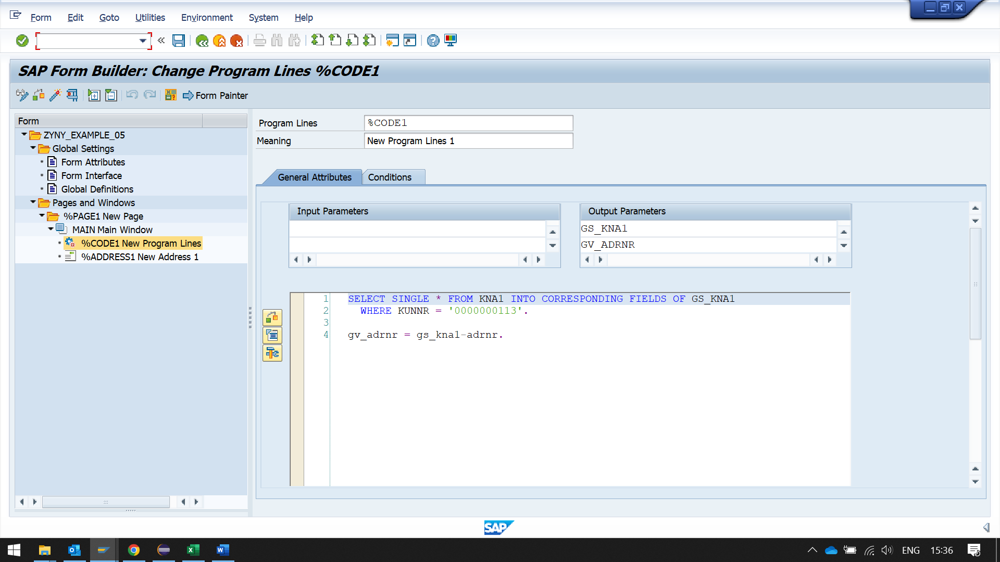 Form Edit Goto Utilities Environment System Help
SAP Form Builder: Change Program Lines %CODE1
Form Painter
Form
ZYNY_EXAMPLE_05
Global Settings
Form Attributes
Form Interface
Global Definitions
Pages and Windows
%PAGE1 New Page
MAIN Main Window
%CODE1 New Program Lines
%ADDRESS1 New Address 1
Program Lines %CODE1
Meaning New Program Lines 1
General Attributes Conditions
Input Parameters
Output Parameters
GS_KNA1
GV_ADRNR
1 SELECT SINGLE * FROM KNA1 INTO CORRESPONDING FIELDS OF GS_KNA1
2 WHERE KUNNR = '0000000113'.
3
4 gv_adrnr = gs_kna1-adrnr.
SAP
ENG 15:36